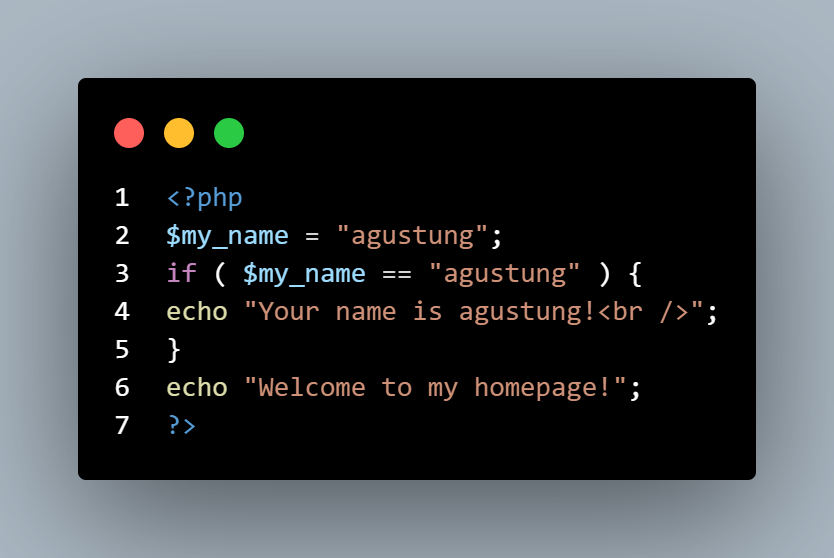 1 <?php
2 $my_name = "agustung";
3 if ( $my_name == "agustung" ) {
4 echo "Your name is agustung!<br />";
5 }
6 echo "Welcome to my homepage!";
7 ?>